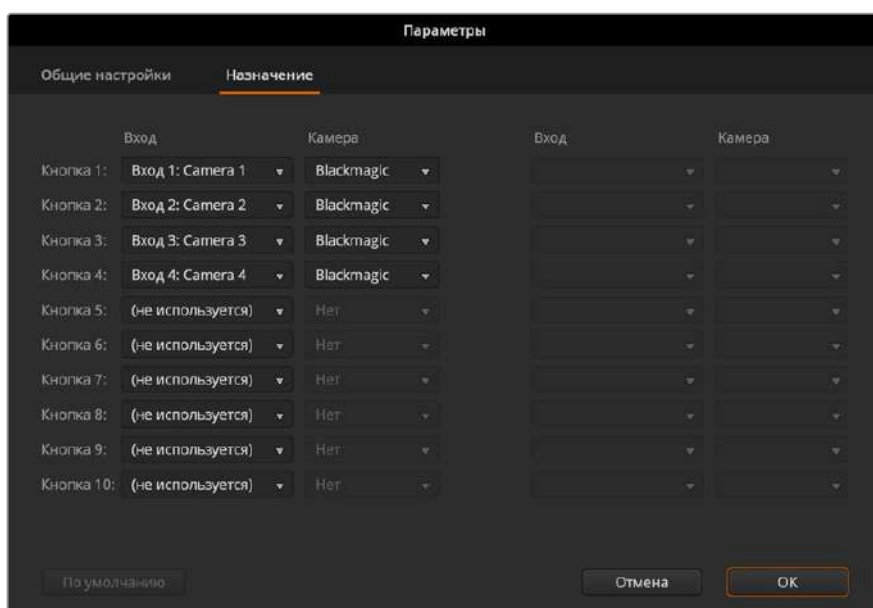 Параметры
Общие настройки Назначение
Вход Камера Вход Камера
Кнопка 1: Вход 1: Camera 1 Blackmagic
Кнопка 2: Вход 2: Camera 2 Blackmagic
Кнопка 3: Вход 3: Camera 3 Blackmagic
Кнопка 4: Вход 4: Camera 4 Blackmagic
Кнопка 5: (не используется) Нет
Кнопка 6: (не используется) Нет
Кнопка 7: (не используется) Нет
Кнопка 8: (не используется) Нет
Кнопка 9: (не используется) Нет
Кнопка 10: (не используется) Нет
По умолчанию Отмена ОК